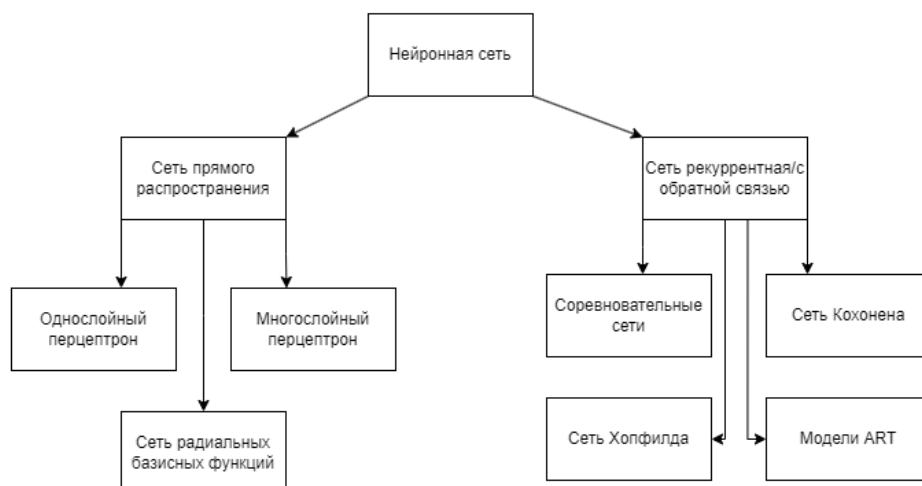 Нейронная сеть
Сеть прямого
распространения
Сеть рекуррентная/с
обратной связью
Однослойный
перцептрон
Многослойный
перцептрон
Соревновательные
сети
Сеть Кохонена
Сеть радиальных
базисных функций
Сеть Хопфилда
Модели ART